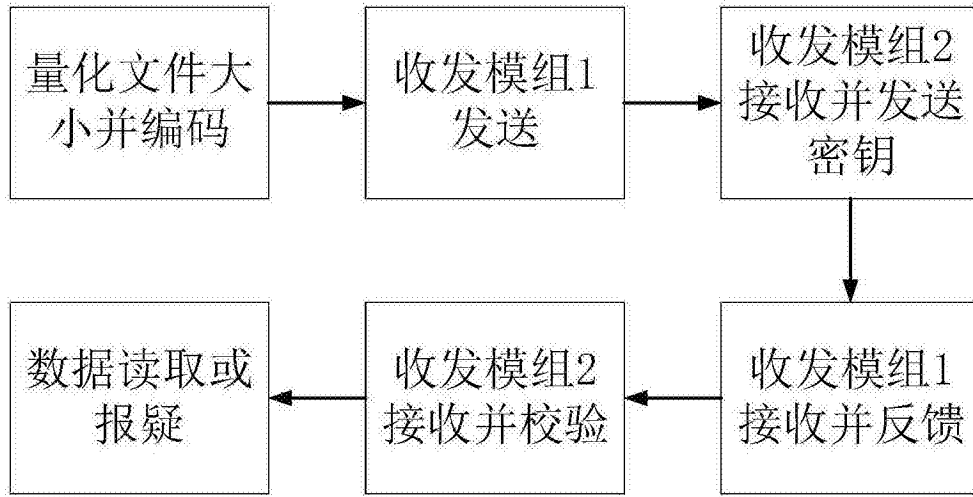 量化文件大
小并编码
收发模组1
发送
收发模组2
接收并发送
密钥
收发模组1
接收并反馈
收发模组2
接收并校验
数据读取或
报疑